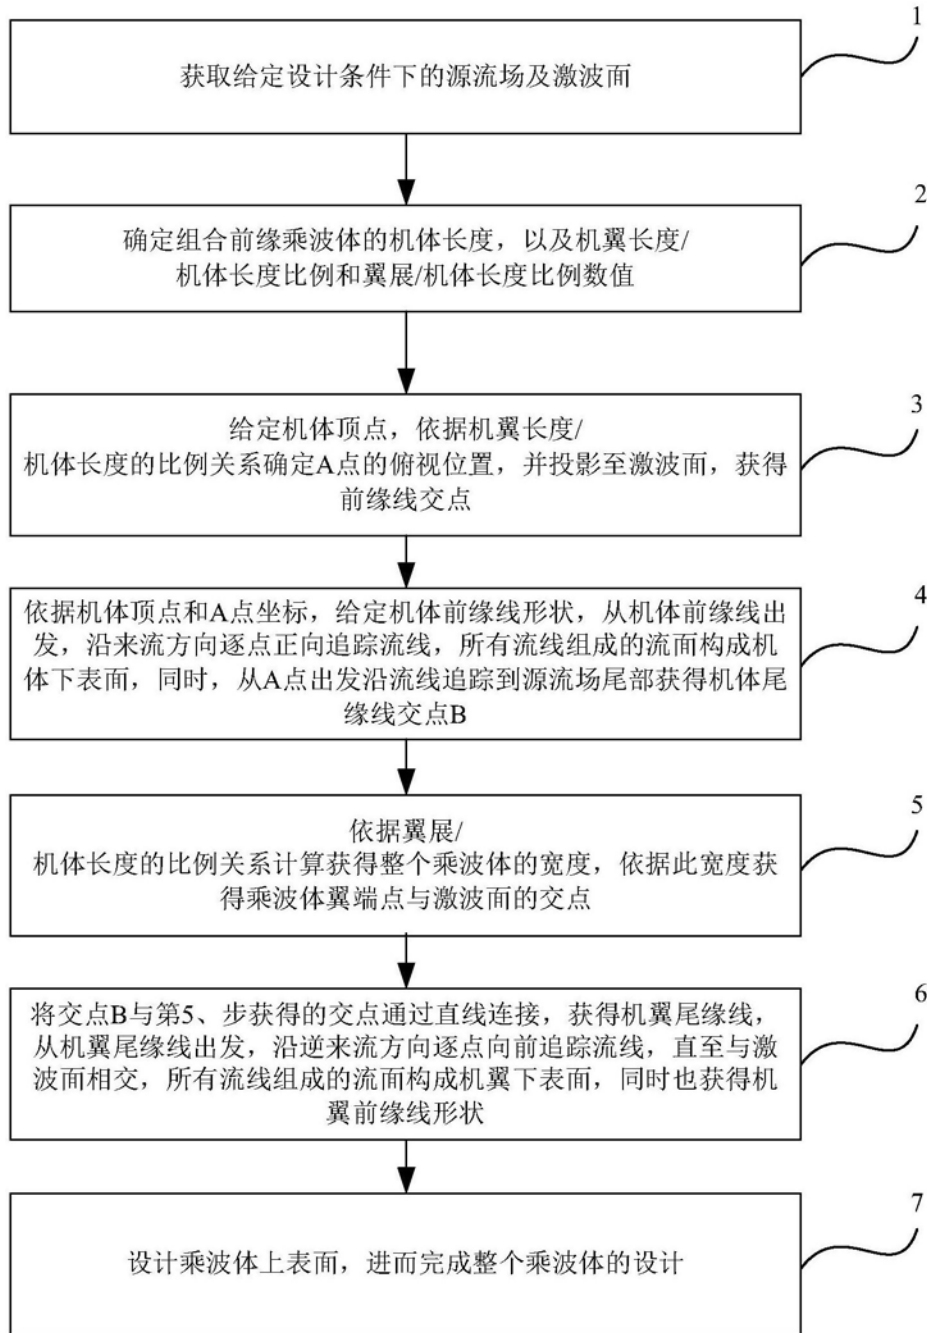 1
获取给定设计条件下的源流场及激波面
2
确定组合前缘乘波体的机体长度，以及机翼长度/
机体长度比例和翼展/机体长度比例数值
3
给定机体顶点，依据机翼长度/
机体长度的比例关系确定A点的俯视位置，并投影至激波面，获得
前缘线交点
4
依据机体顶点和A点坐标，给定机体前缘线形状，从机体前缘线出
发，沿来流方向逐点正向追踪流线，所有流线组成的流面构成机
体下表面，同时，从A点出发沿流线追踪到源流场尾部获得机体尾
缘线交点B
5
依据翼展/
机体长度的比例关系计算获得整个乘波体的宽度，依据此宽度获
得乘波体翼端点与激波面的交点
6
将交点B与第5、步获得的交点通过直线连接，获得机翼尾缘线，
从机翼尾缘线出发，沿逆来流方向逐点向前追踪流线，直至与激
波面相交，所有流线组成的流面构成机翼下表面，同时也获得机
翼前缘线形状
7
设计乘波体上表面，进而完成整个乘波体的设计